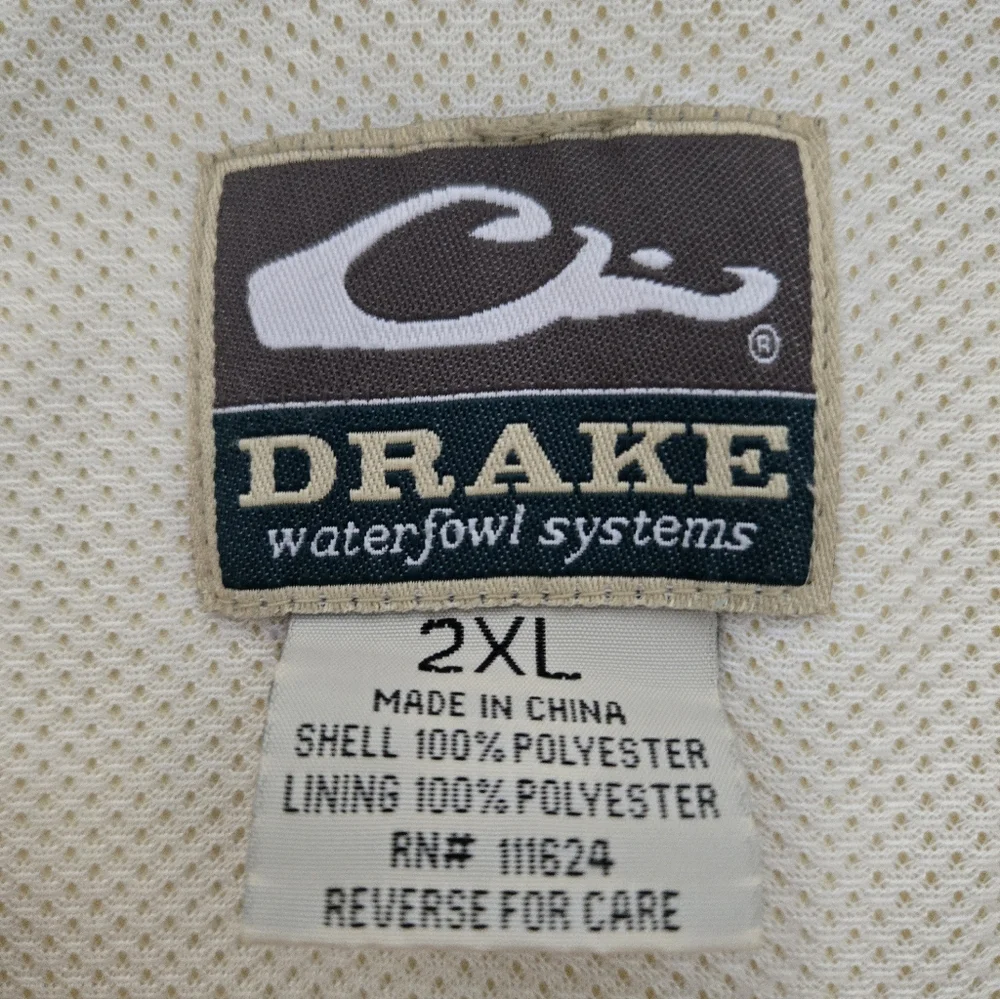 ®
DRAKE
waterfowl systems
2XL
MADE IN CHINA
SHELL 100% POLYESTER
LINING 100% POLYESTER
RN# 111624
REVERSE FOR CARE